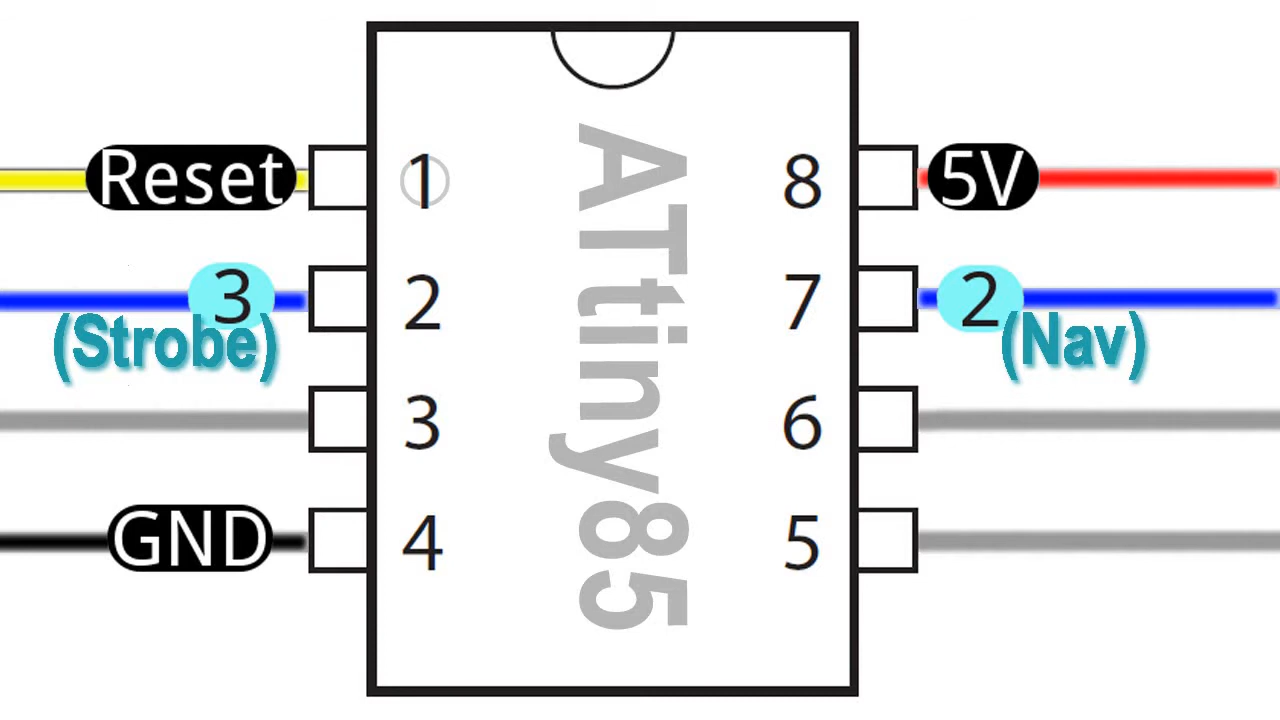 Reset 1 8 5V
3 2 7 2
(Strobe) (Nav)
3 6
GND 4 5
ATtiny85